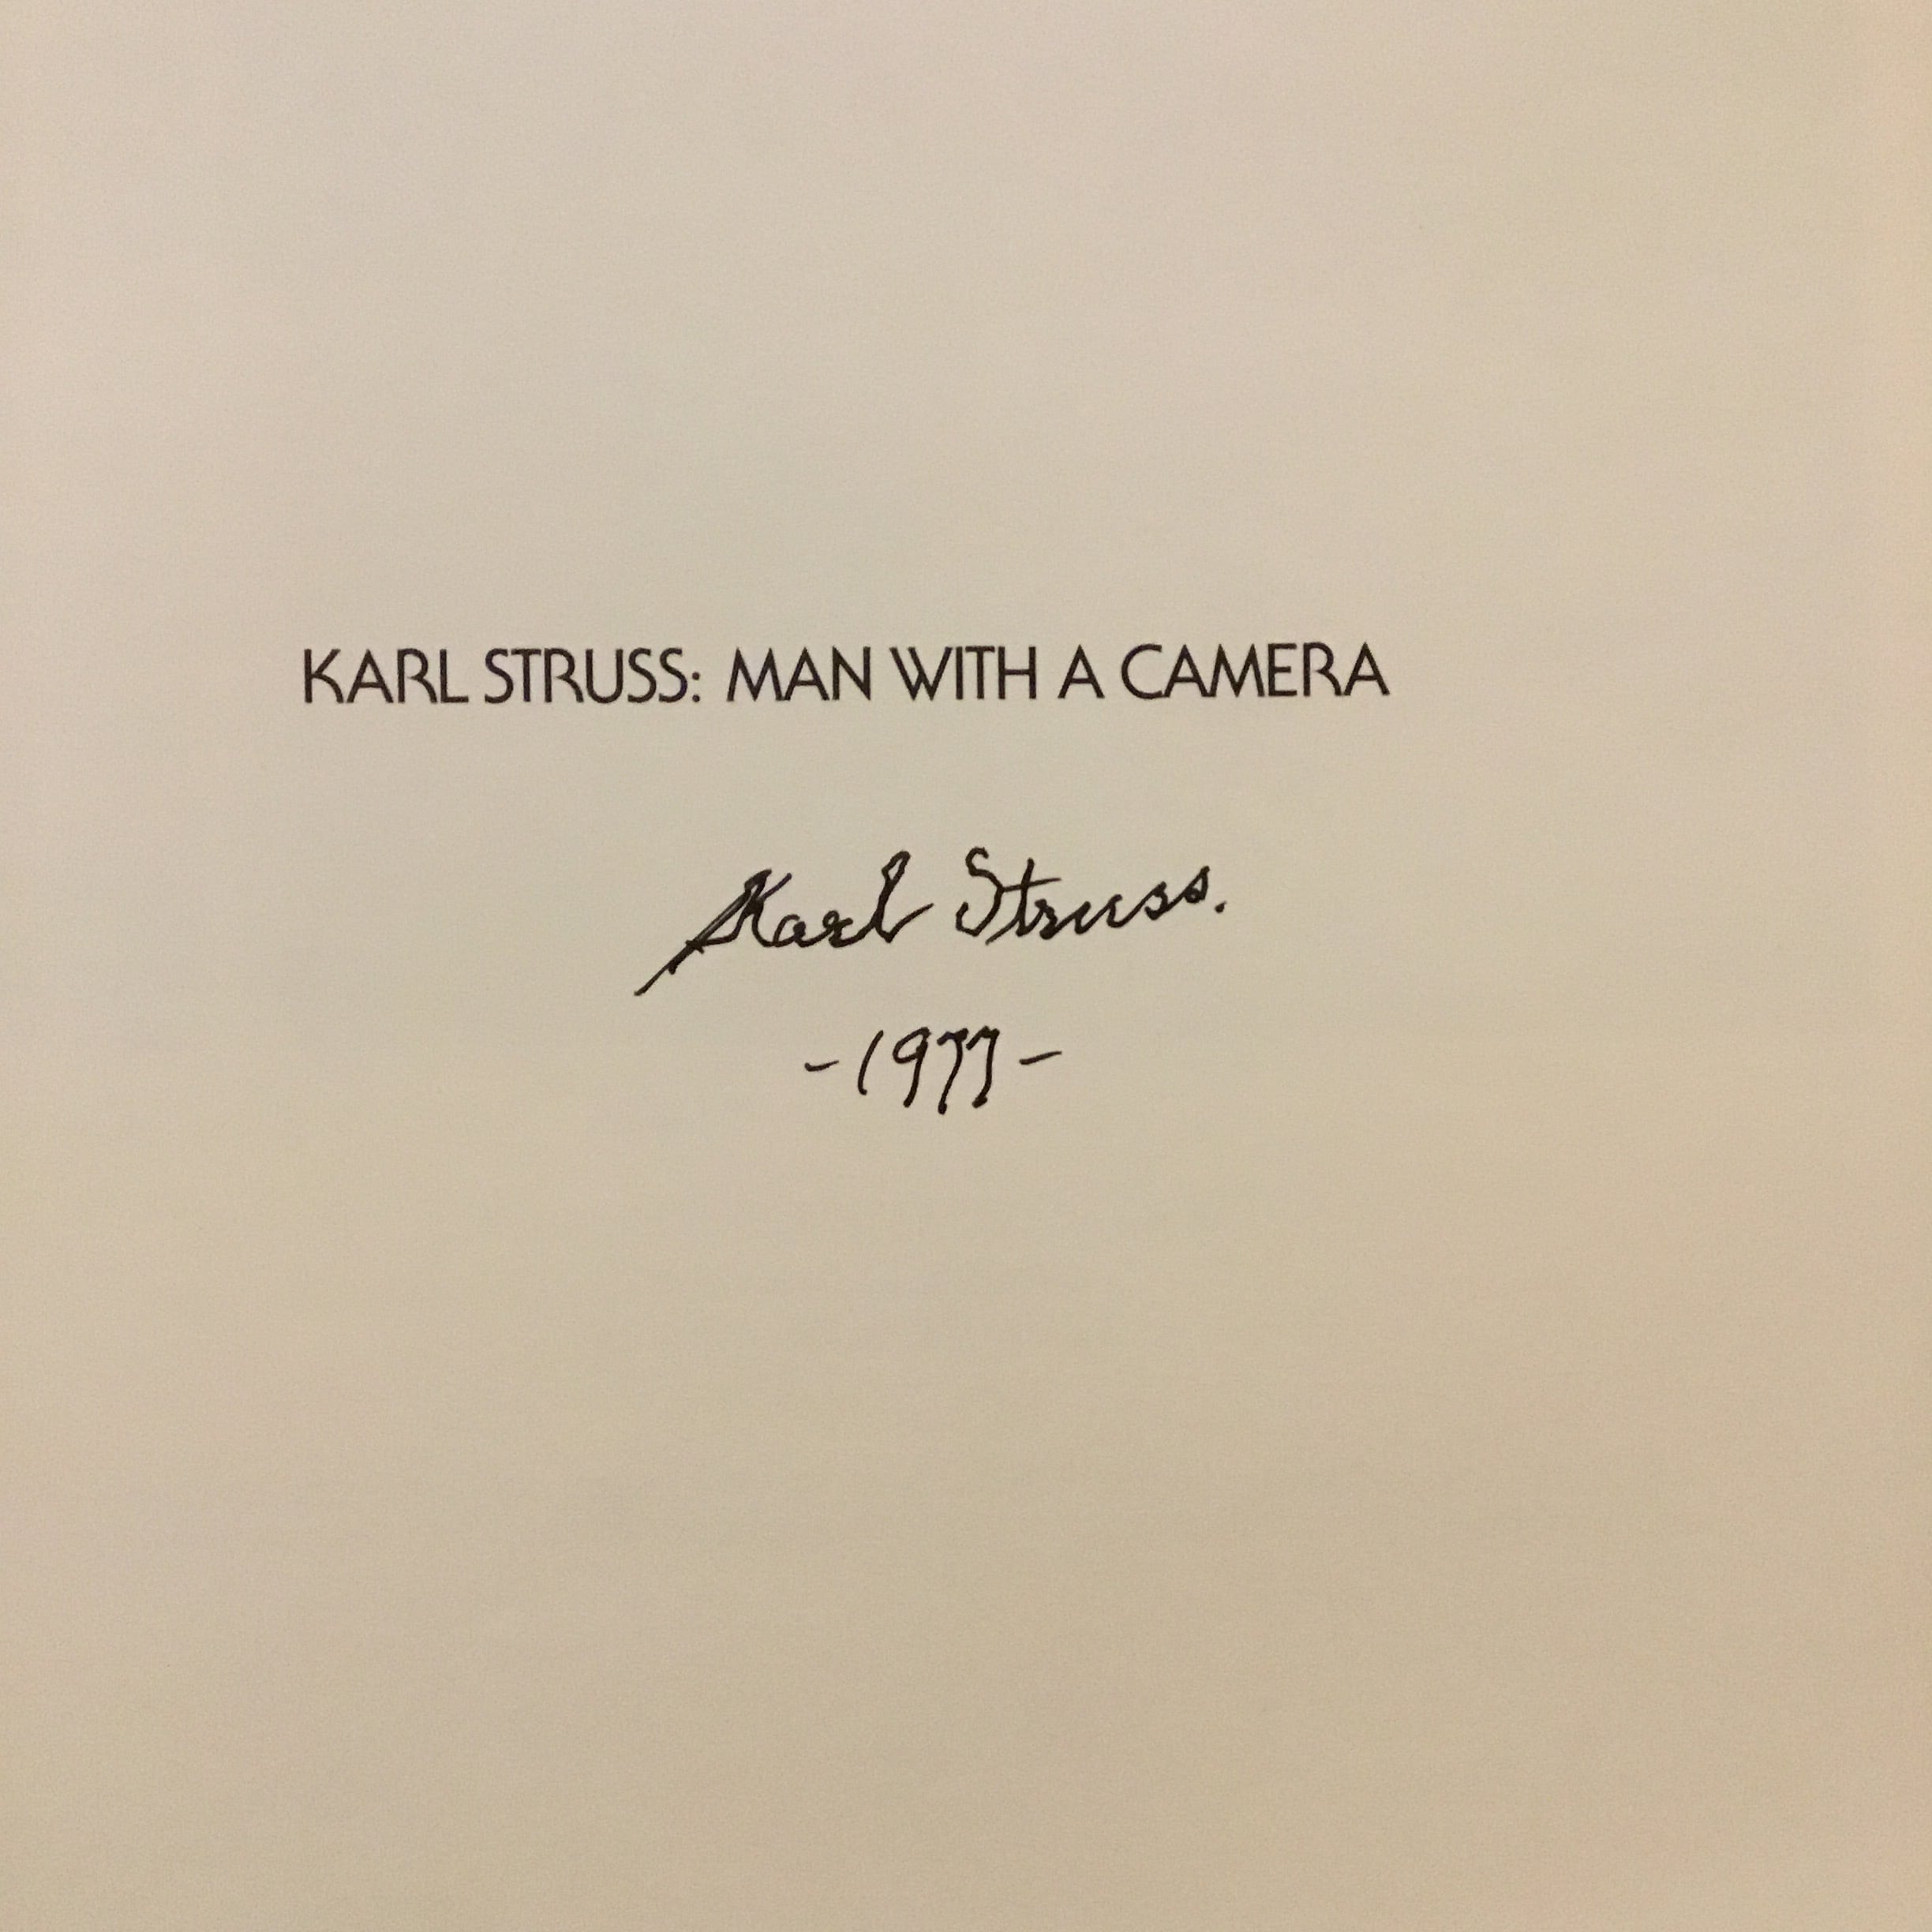 KARL STRUSS: MAN WITH A CAMERA
Karl Struss.
-1977-